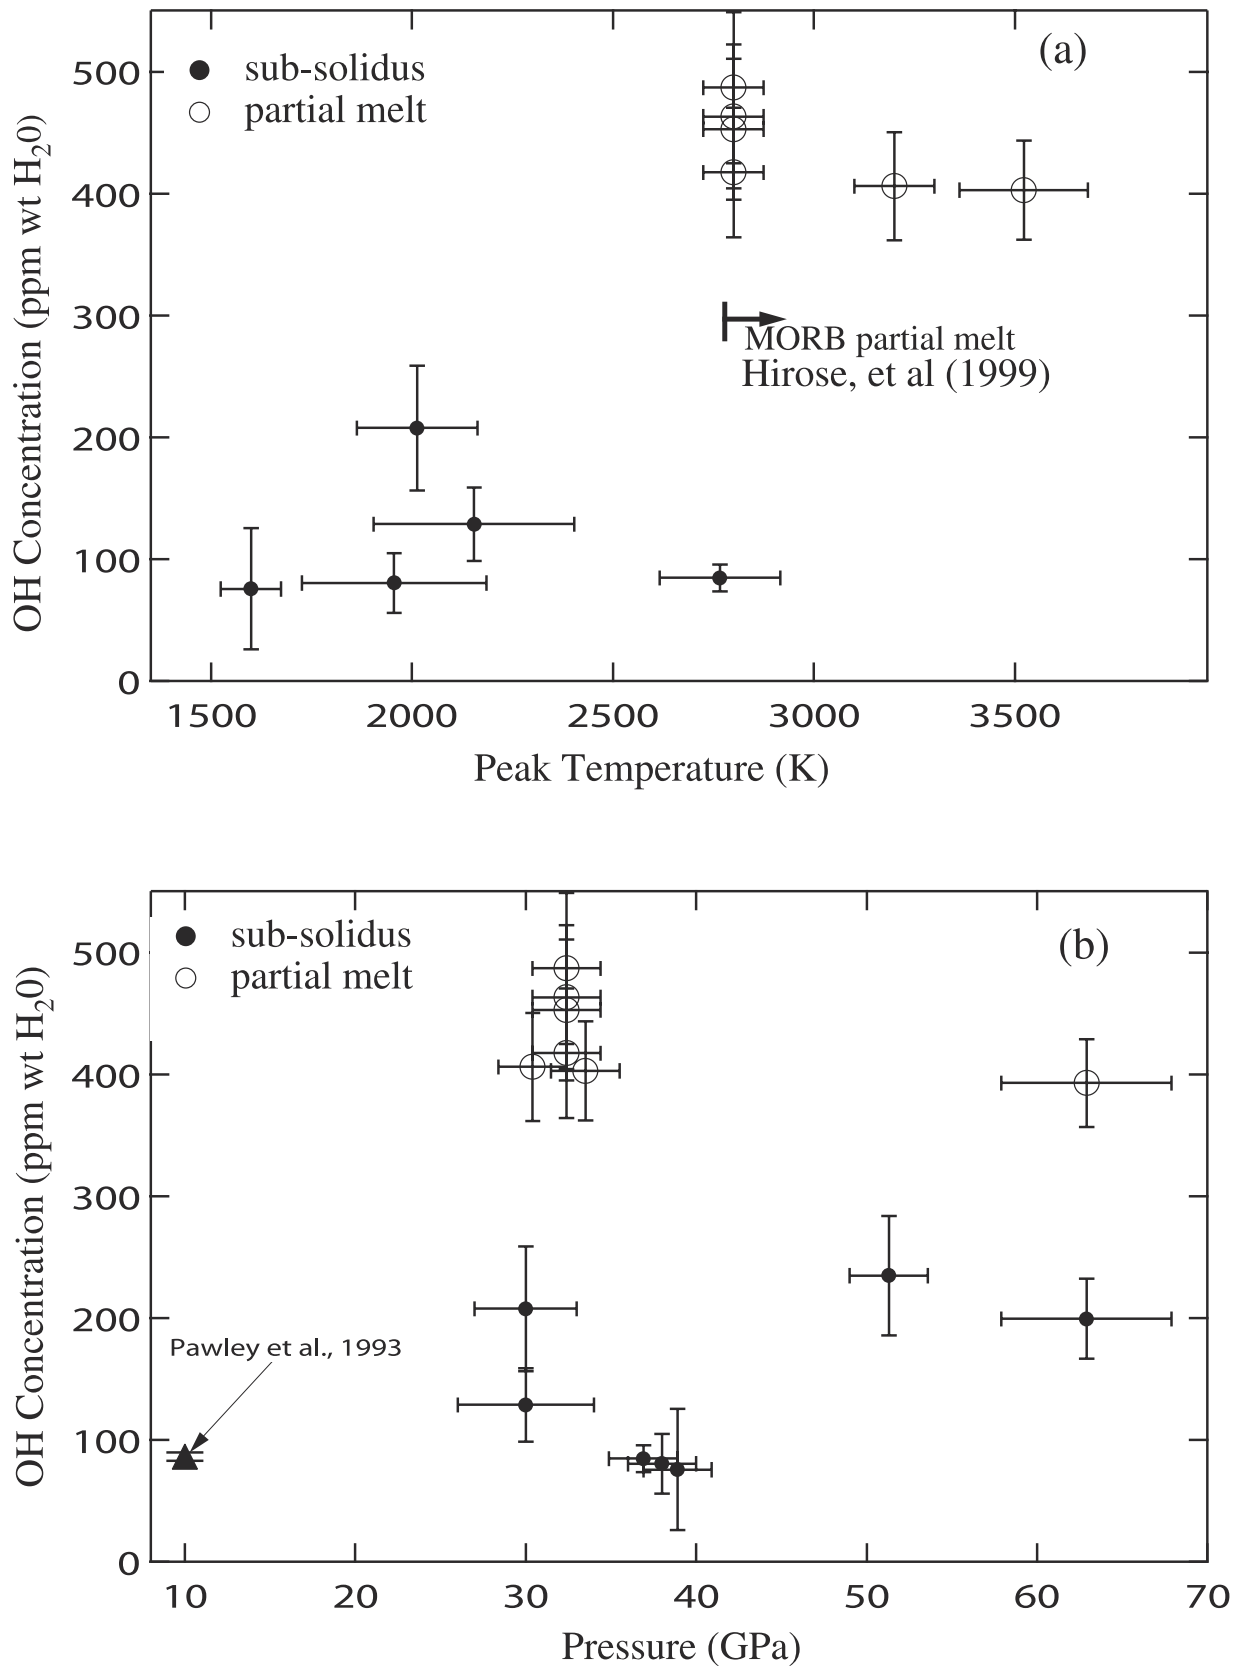 (a)
sub-solidus
partial melt
500
400
300
200
100
0
OH Concentration (ppm wt H₂0)
MORB partial melt
Hirose, et al (1999)
1500 2000 2500 3000 3500
Peak Temperature (K)
(b)
sub-solidus
partial melt
500
400
300
200
100
0
OH Concentration (ppm wt H₂0)
Pawley et al., 1993
10 20 30 40 50 60 70
Pressure (GPa)